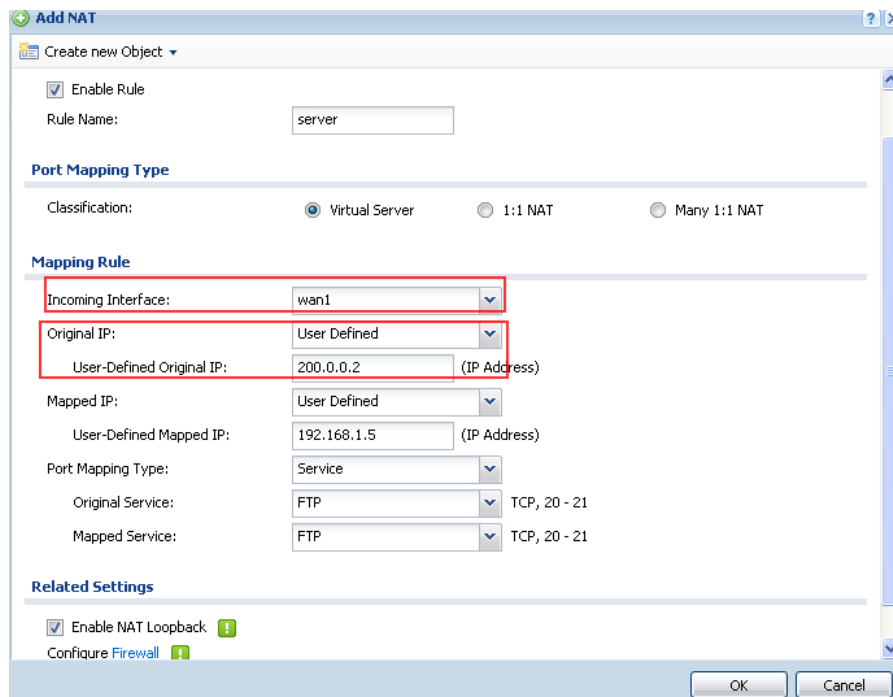 Add NAT
Create new Object
Enable Rule
Rule Name: server
Port Mapping Type
Classification: Virtual Server 1:1 NAT Many 1:1 NAT
Mapping Rule
Incoming Interface: wan1
Original IP: User Defined
User-Defined Original IP: 200.0.0.2 (IP Address)
Mapped IP: User Defined
User-Defined Mapped IP: 192.168.1.5 (IP Address)
Port Mapping Type: Service
Original Service: FTP TCP, 20 - 21
Mapped Service: FTP TCP, 20 - 21
Related Settings
Enable NAT Loopback
Configure Firewall
OK Cancel